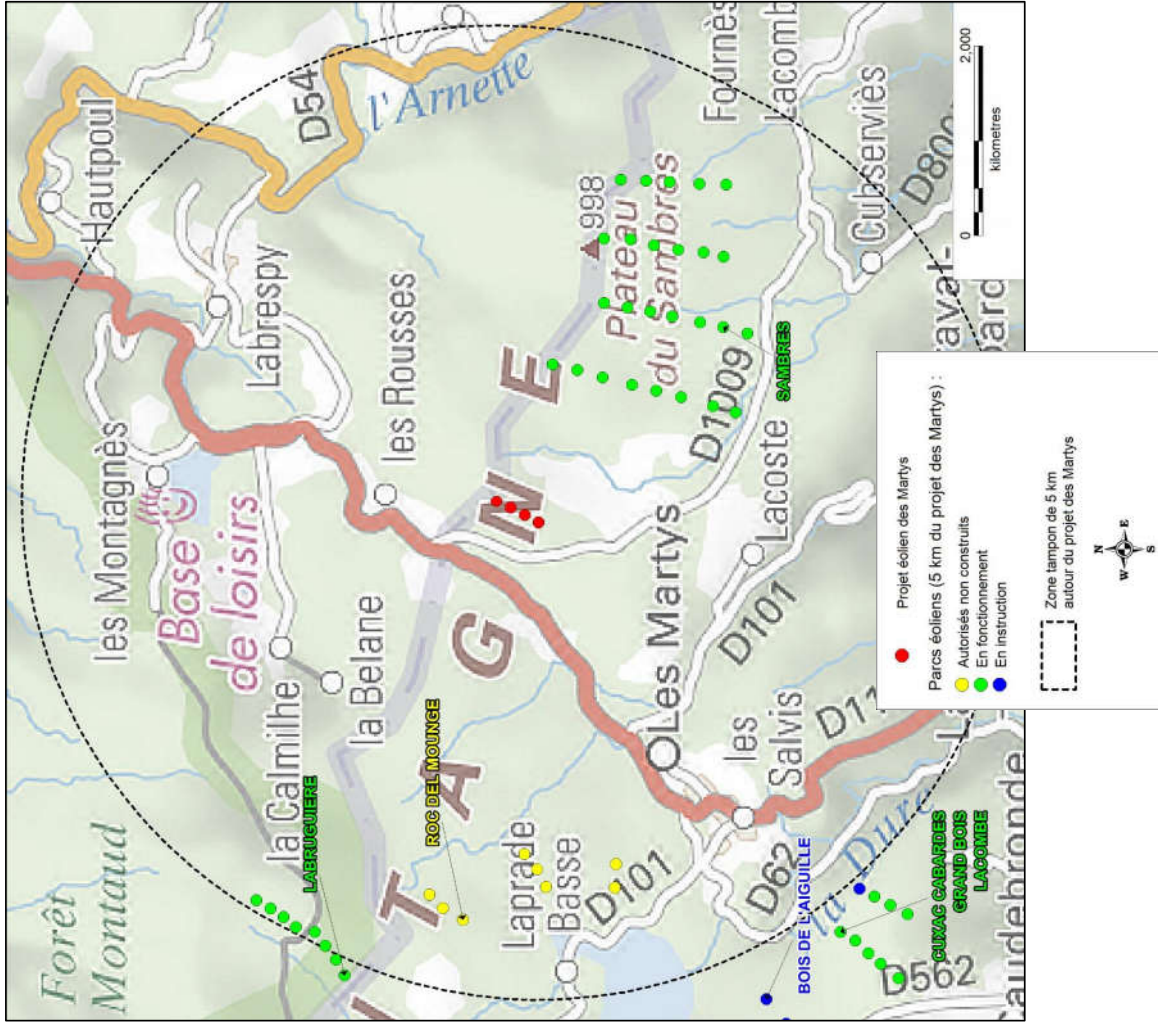 Forêt
Montaud
les Montagnès
Hautpoul
Base
de loisirs
Labrespy
D54
l'Arnette
la Calmilhe
LABRUGUIERE
la Belane
les Rousses
ROC DEL MOUNGE
T A G N E
998
Plateau
du Sambres
Fournès
Lacomb
Laprade
Basse
D101
Les Martys
Lacoste
D1009
SAMBRES
Cubserviès
D800
les
Salvis
D101
D62
D11
la Dure
BOIS DE L'AIGUILLE
CUXAC CABARDES
GRAND BOIS
LACOMBE
D562
audebronde
raval-
bard
0 2,000
kilometres
Projet éolien des Martys
Parcs éoliens (5 km du projet des Martys) :
Autorisés non construits
En fonctionnement
En instruction
Zone tampon de 5 km
autour du projet des Martys
N
W E
S